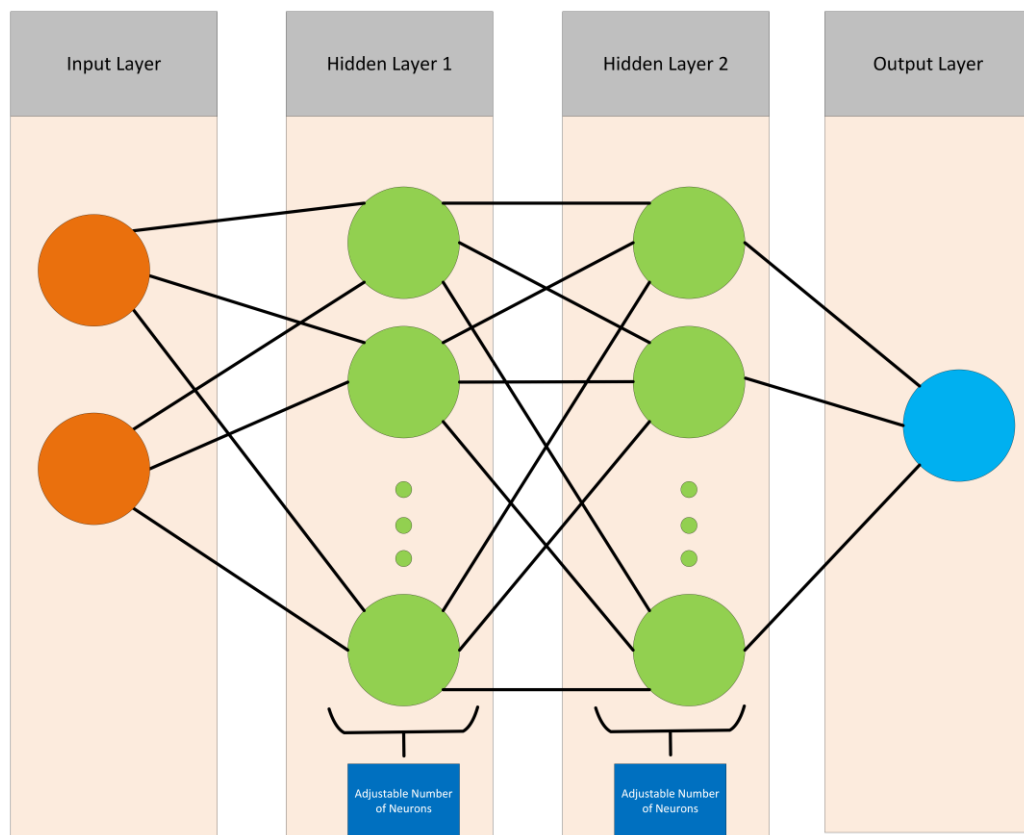 Input Layer
Hidden Layer 1
Hidden Layer 2
Output Layer
Adjustable Number
of Neurons
Adjustable Number
of Neurons